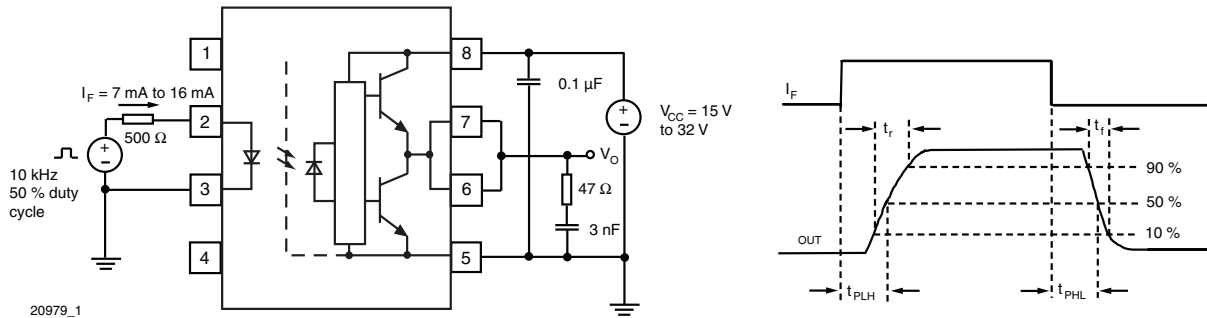 1
8
I_F = 7 mA to 16 mA
2
500 Ω
+
−
10 kHz
50 % duty
cycle
3
4
7
6
5
0.1 µF
+
−
V_CC = 15 V
to 32 V
V_O
47 Ω
3 nF
20979_1
I_F
t_r
t_f
90 %
50 %
10 %
OUT
t_PLH
t_PHL